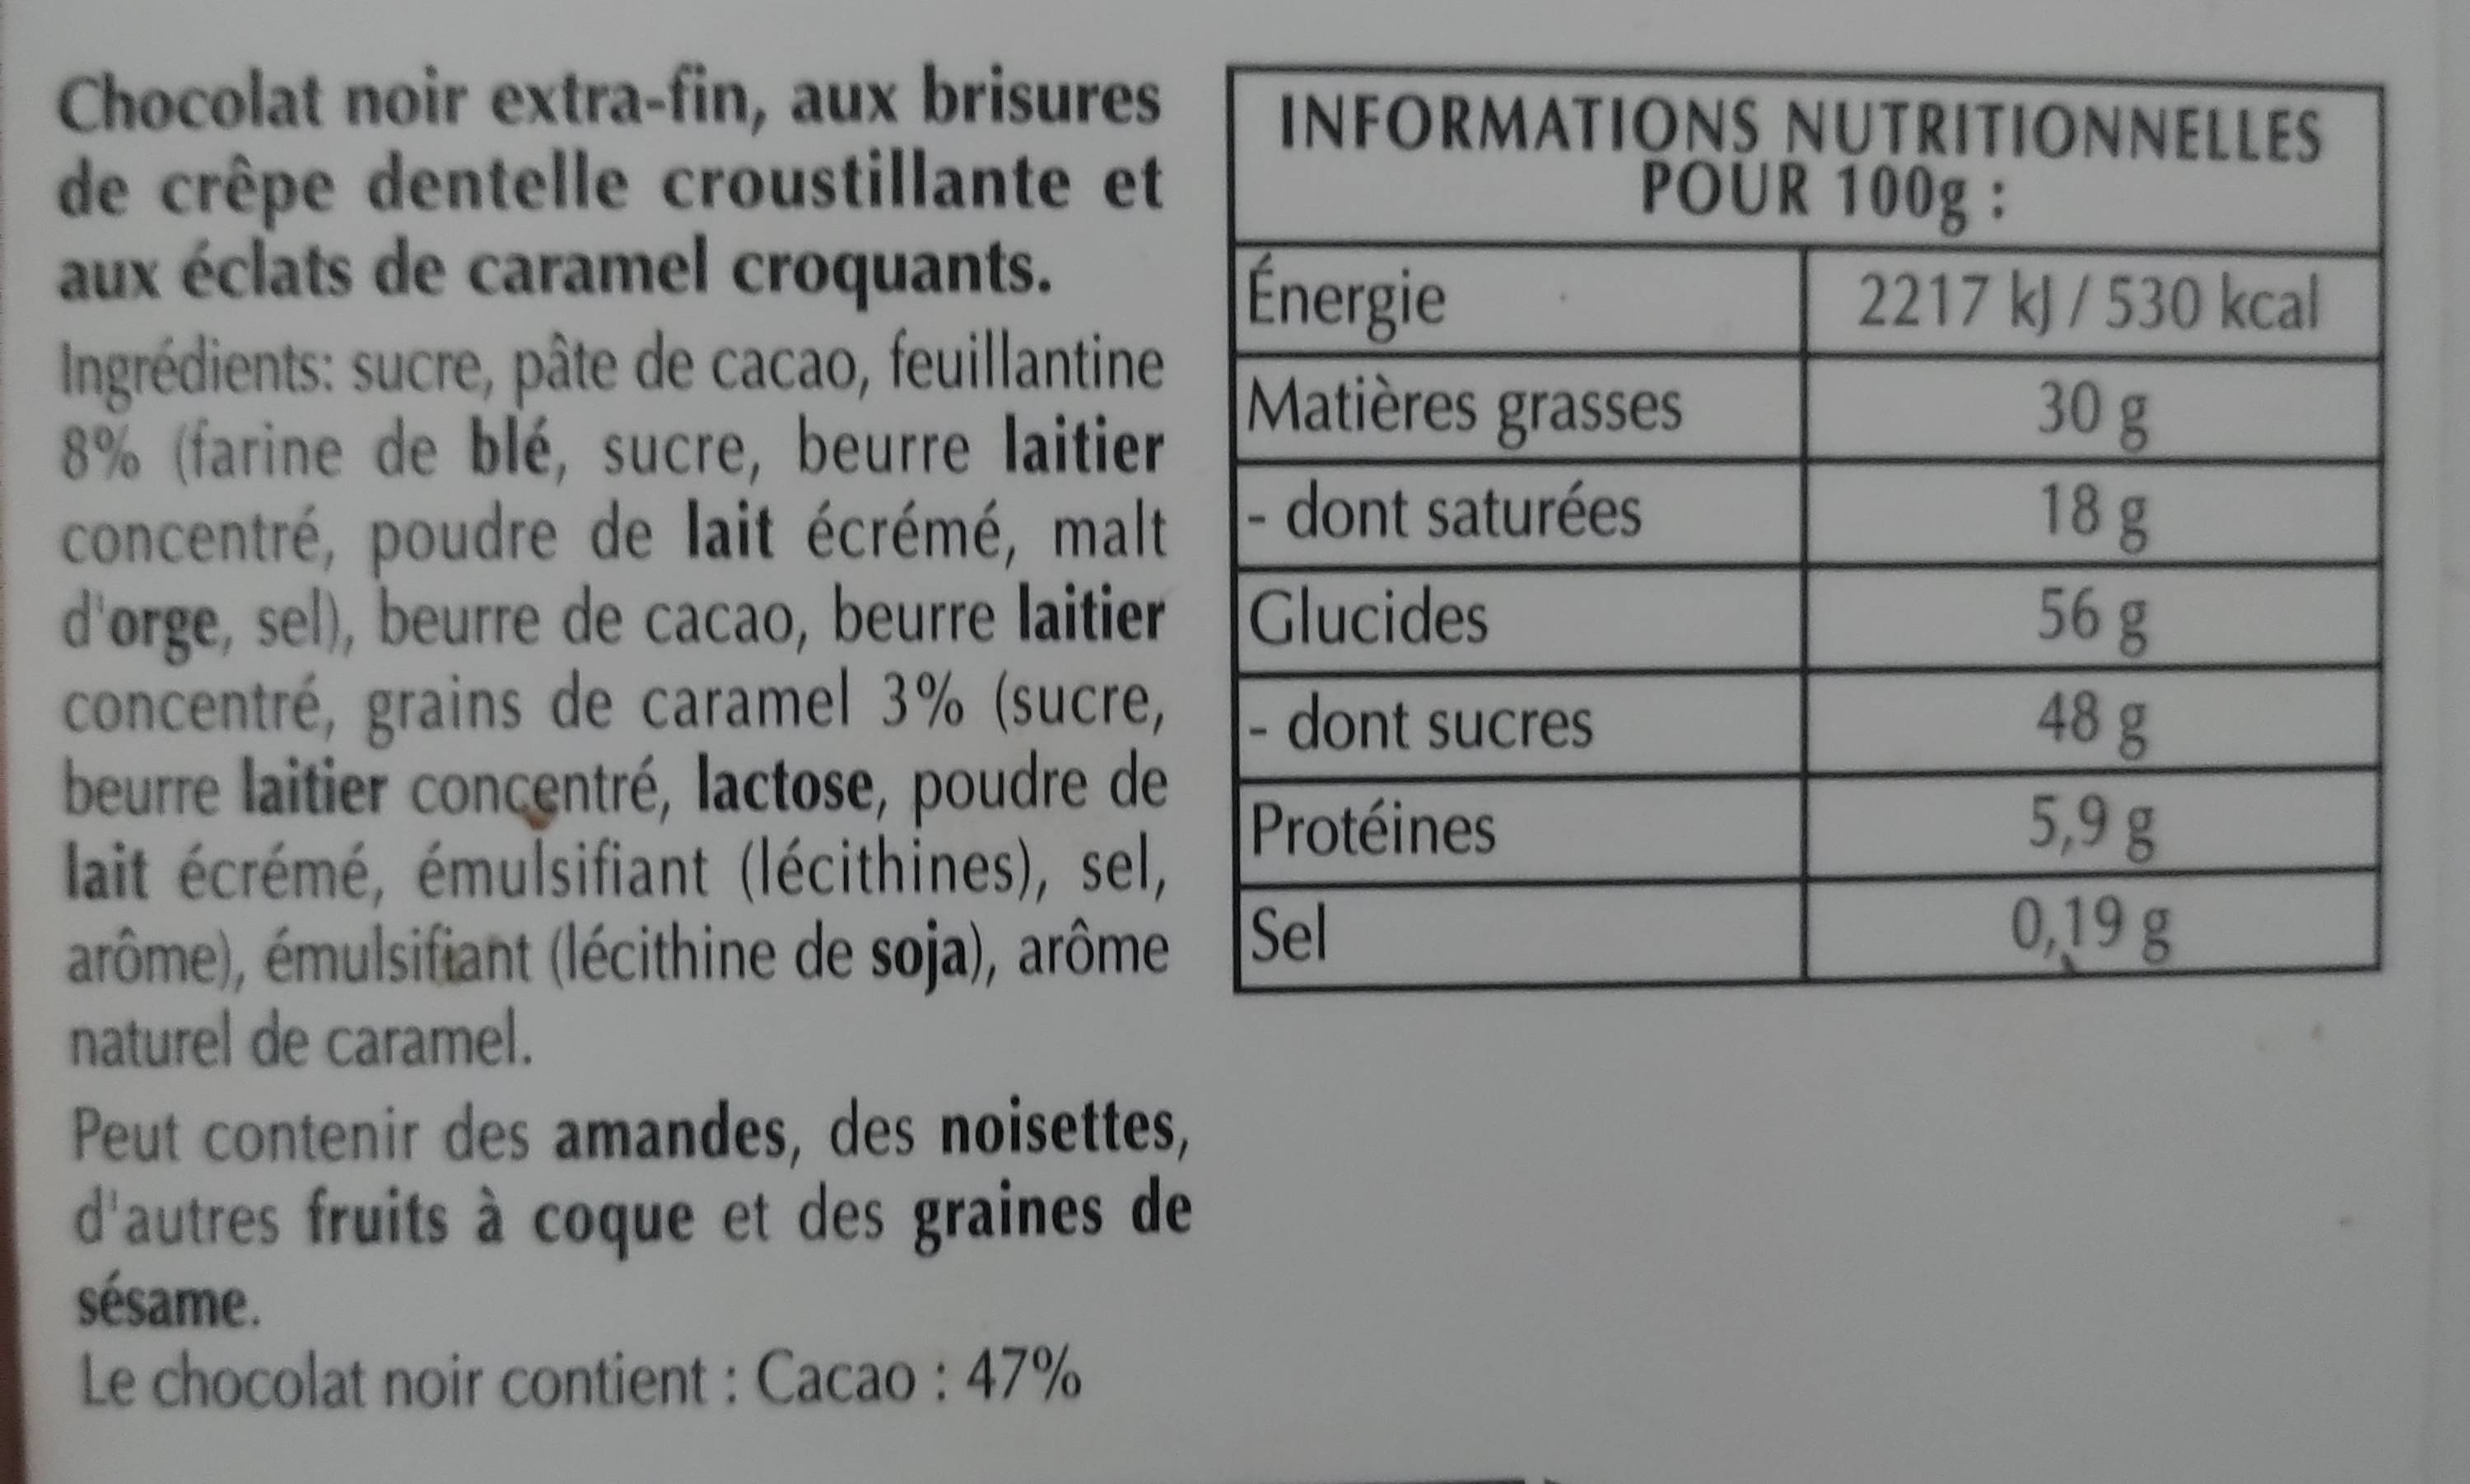 Chocolat noir extra-fin, aux brisures
de crêpe dentelle croustillante et
aux éclats de caramel croquants.
Ingrédients: sucre, pâte de cacao, feuillantine
8% (farine de blé, sucre, beurre laitier
concentré, poudre de lait écrémé, malt
d'orge, sel), beurre de cacao, beurre laitier
concentré, grains de caramel 3% (sucre,
beurre laitier concentré, lactose, poudre de
lait écrémé, émulsifiant (lécithines), sel,
arôme), émulsifiant (lécithine de soja), arôme
naturel de caramel.
Peut contenir des amandes, des noisettes,
d'autres fruits à coque et des graines de
sésame.
Le chocolat noir contient : Cacao : 47%
INFORMATIONS NUTRITIONNELLES
POUR 100g :
Énergie 2217 kJ / 530 kcal
Matières grasses 30 g
- dont saturées 18 g
Glucides 56 g
- dont sucres 48 g
Protéines 5,9 g
Sel 0,19 g